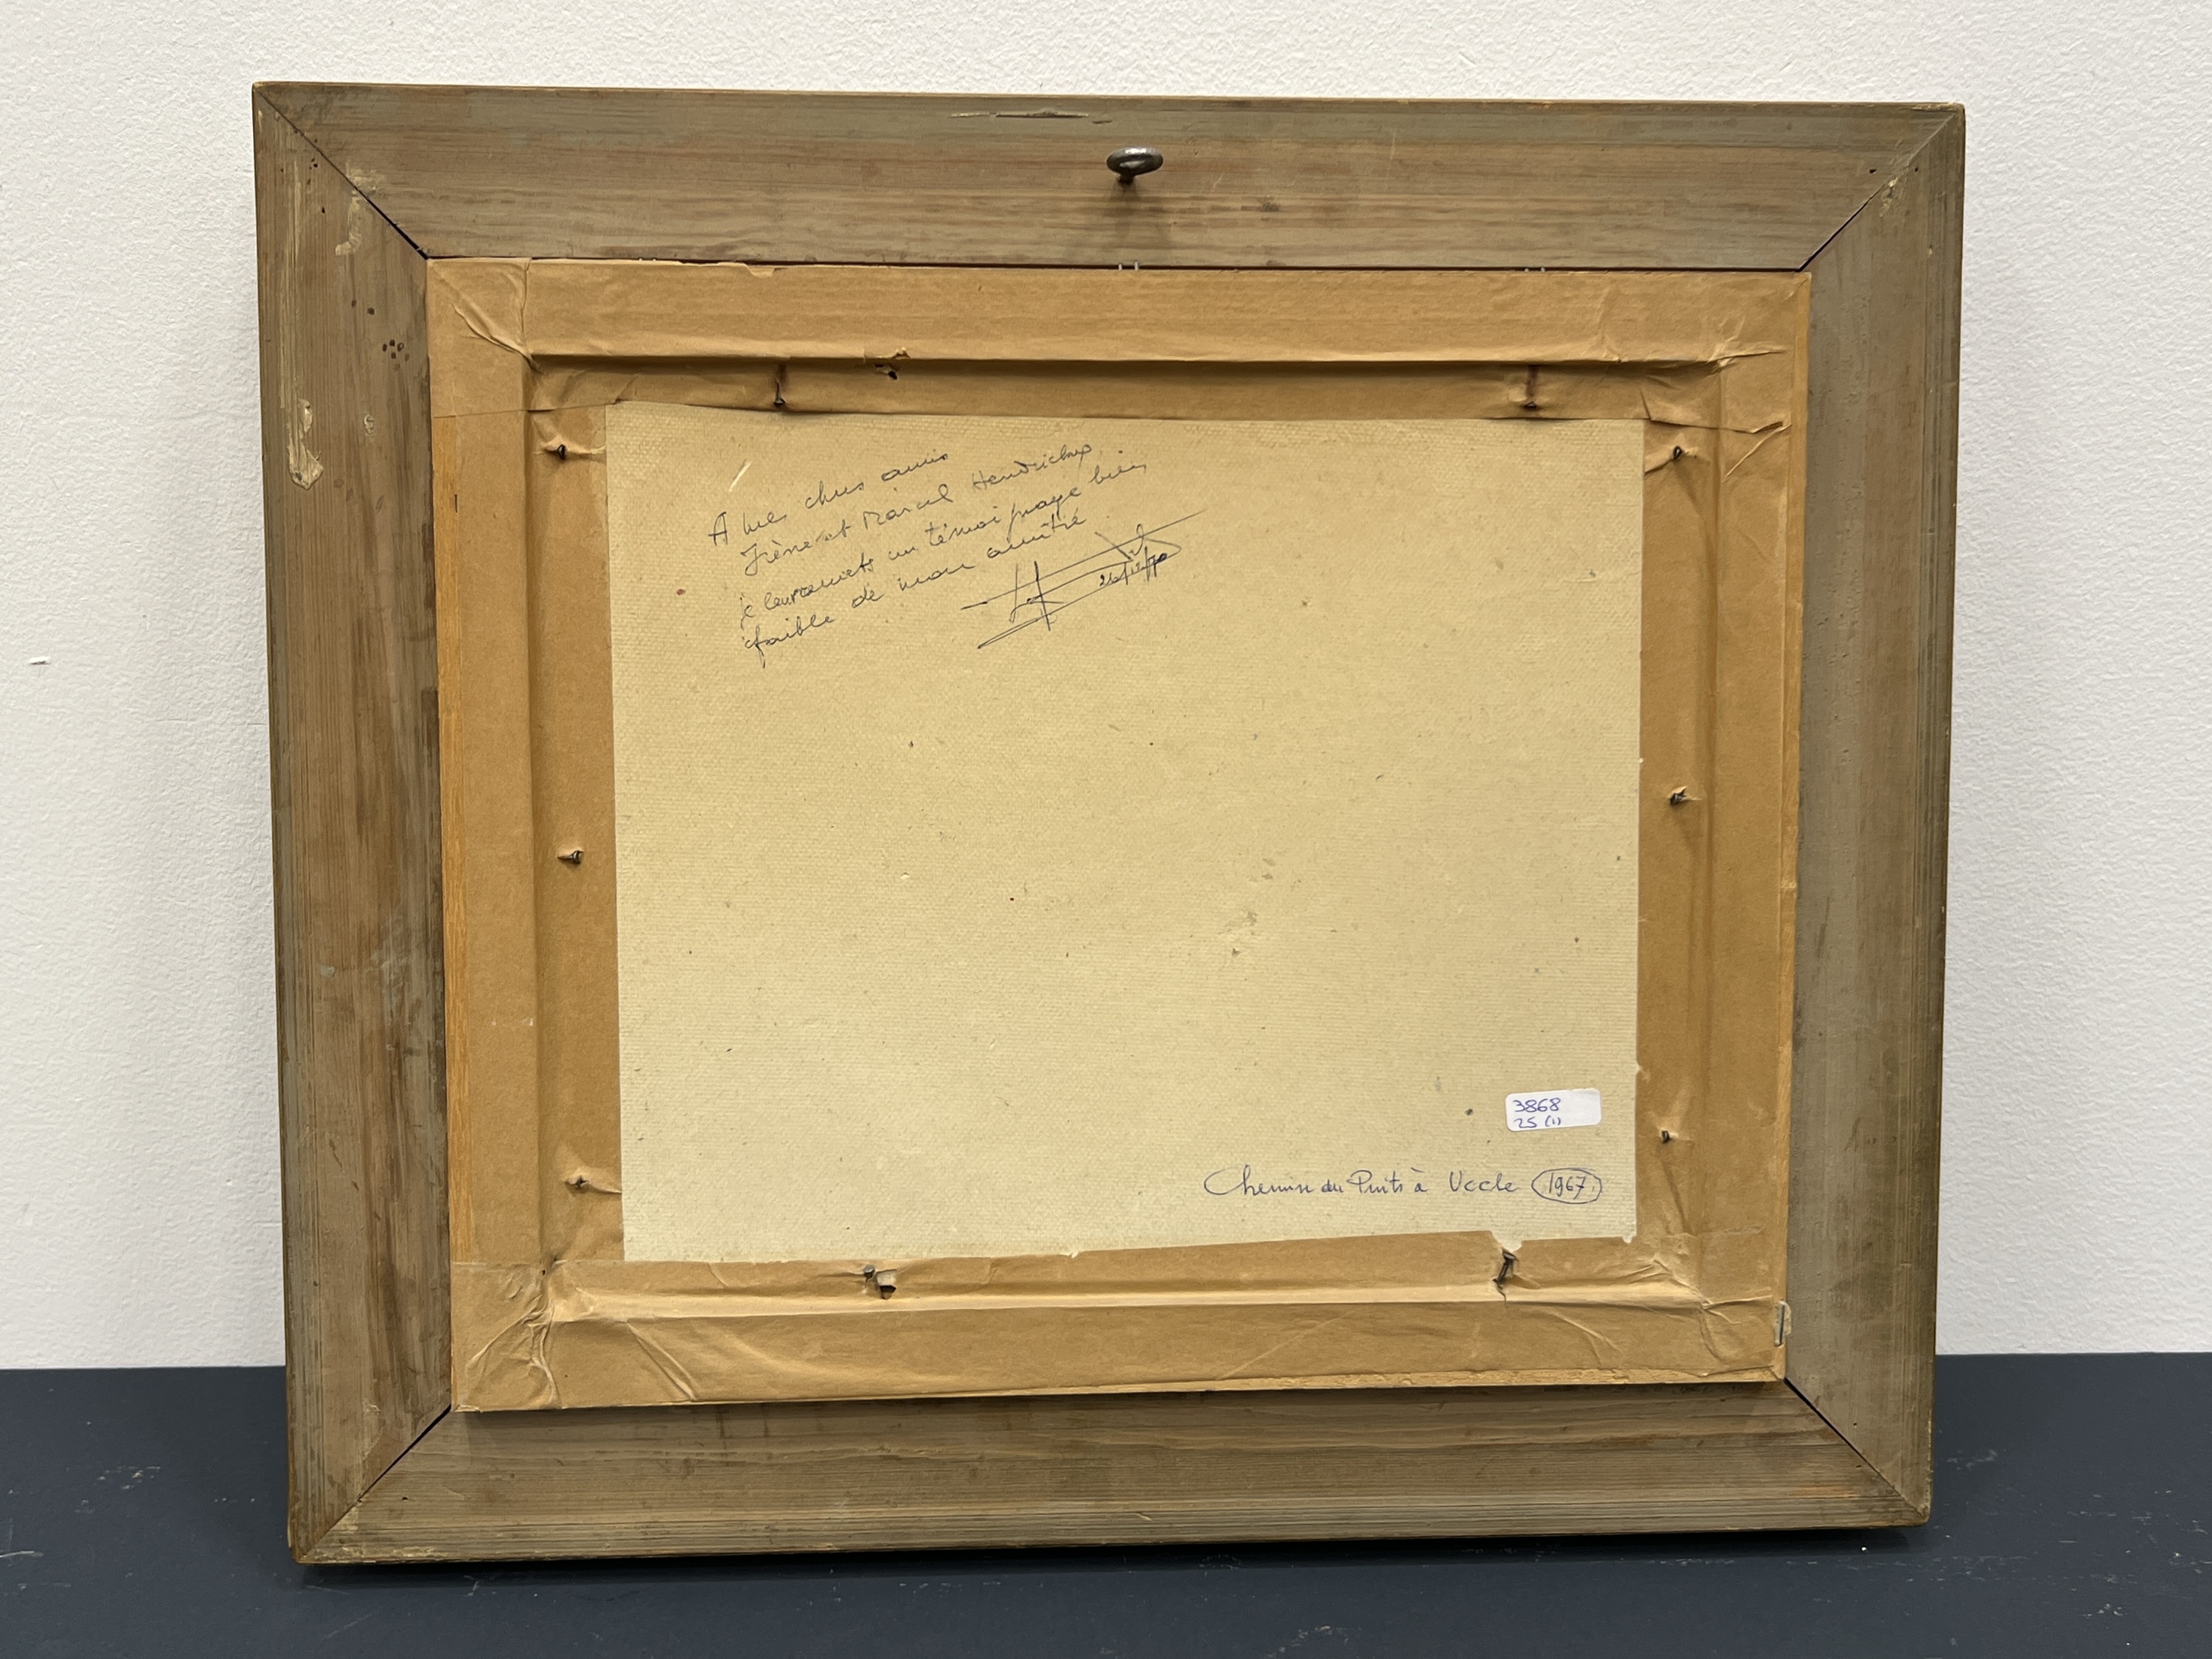 A mes chers amis
Irène et Marcel Hendrickx
je leur remets un témoignage bien
faible de mon amitié
3868
25 (1)
Chemin du Puits à Uccle 1967